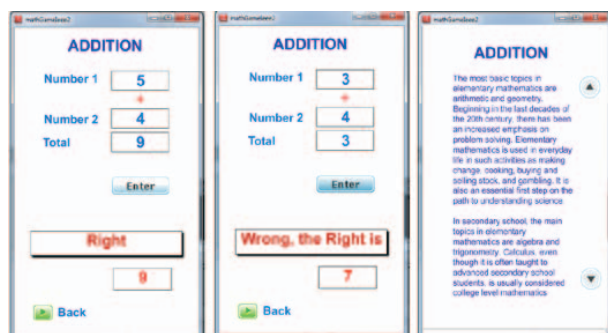 mathGameSeee2
ADDITION
Number 1 5
+
Number 2 4
Total 9
Enter
Right
9
Back
mathGameSeee2
ADDITION
Number 1 3
+
Number 2 4
Total 3
Enter
Wrong, the Right is
7
Back
mathGameSeee2
ADDITION
The most basic topics in
elementary mathematics are
arithmetic and geometry.
Beginning in the last decades of
the 20th century, there has been
an increased emphasis on
problem solving. Elementary
mathematics is used in everyday
life in such activities as making
change, cooking, buying and
selling stock, and gambling. It is
also an essential first step on the
path to understanding science
In secondary school, the main
topics in elementary
mathematics are algebra and
trigonometry. Calculus, even
though it is often taught to
advanced secondary school
students, is usually considered
college level mathematics